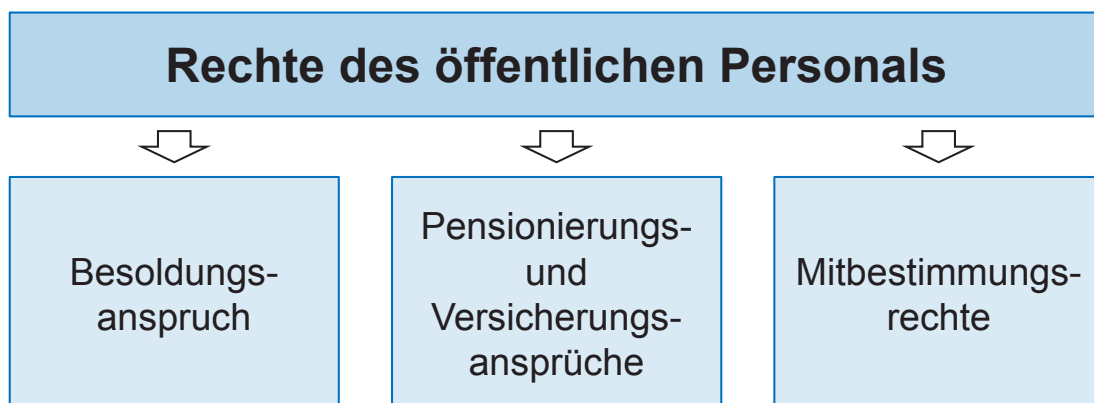 Rechte des öffentlichen Personals
Besoldungs-
anspruch
Pensionierungs-
und
Versicherungs-
ansprüche
Mitbestimmungs-
rechte